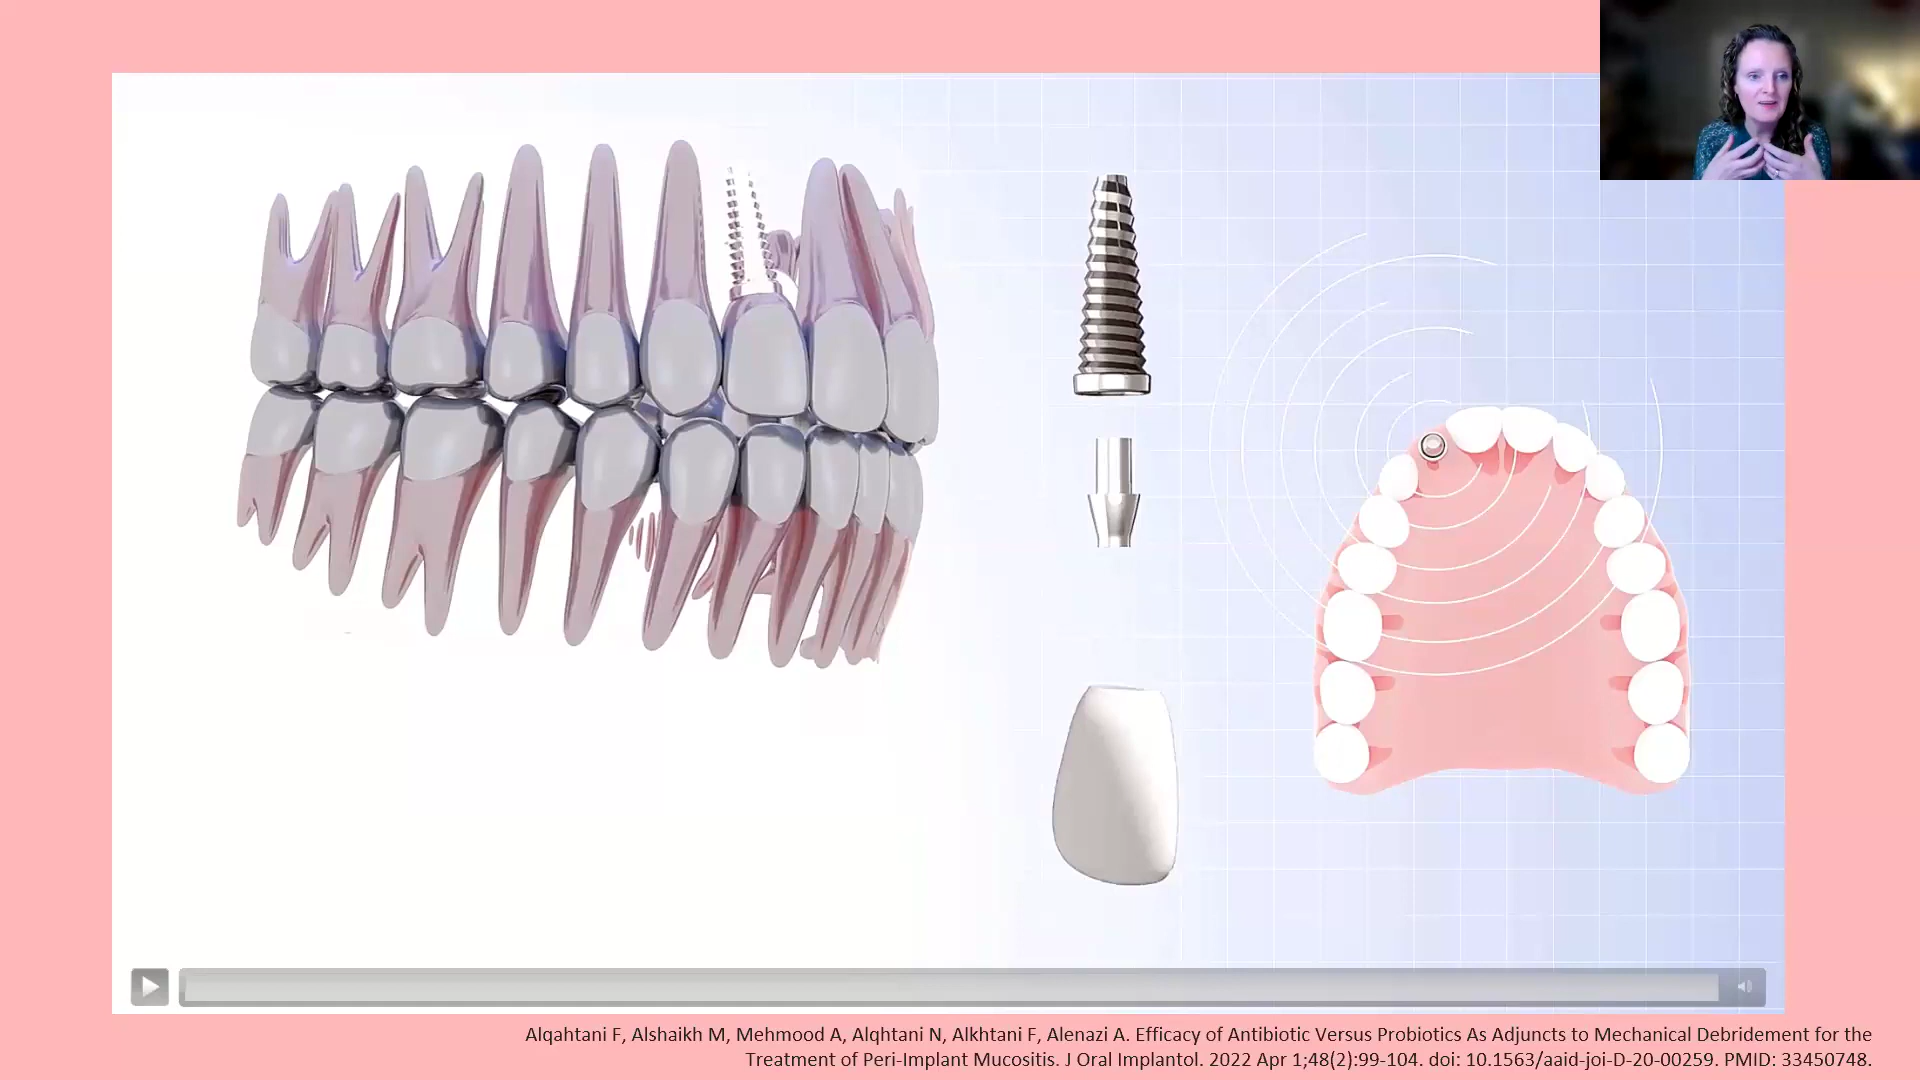 Alqahtani F, Alshaikh M, Mehmood A, Alqhtani N, Alkhtani F, Alenazi A. Efficacy of Antibiotic Versus Probiotics As Adjuncts to Mechanical Debridement for the
Treatment of Peri-Implant Mucositis. J Oral Implantol. 2022 Apr 1;48(2):99-104. doi: 10.1563/aaid-joi-D-20-00259. PMID: 33450748.